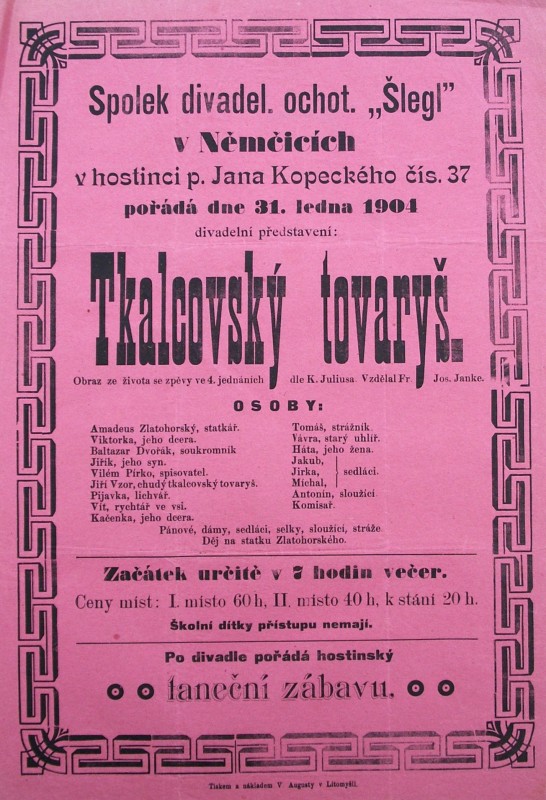 Spolek divadel. ochot. „Šlegl”
v Němčicích
v hostinci p. Jana Kopeckého čís. 37
pořádá dne 31. ledna 1904
divadelní představení:
Tkalcovský tovaryš.
Obraz ze života se zpěvy ve 4. jednáních dle K. Juliusa. Vzdělal Fr. Jos. Janke.
OSOBY:
Amadeus Zlatohorský, statkář.
Viktorka, jeho dcera.
Baltazar Dvořák, soukromník
Jiřík, jeho syn.
Vilém Pírko, spisovatel.
Jiří Vzor, chudý tkalcovský tovaryš.
Pijavka, lichvář.
Vít, rychtář ve vsi.
Kačenka, jeho dcera.
Tomáš, strážník.
Vávra, starý uhlíř.
Háta, jeho žena.
Jakub,
Jirka, sedláci.
Michal,
Antonín, sloužící
Komisař.
Pánové, dámy, sedláci, selky, sloužící, stráže.
Děj na statku Zlatohorského.
Začátek určitě v 7 hodin večer.
Ceny míst: I. místo 60 h, II. místo 40 h, k stání 20 h.
Školní dítky přístupu nemají.
Po divadle pořádá hostinský
taneční zábavu.
Tiskem a nákladem V. Augusty v Litomyšli.